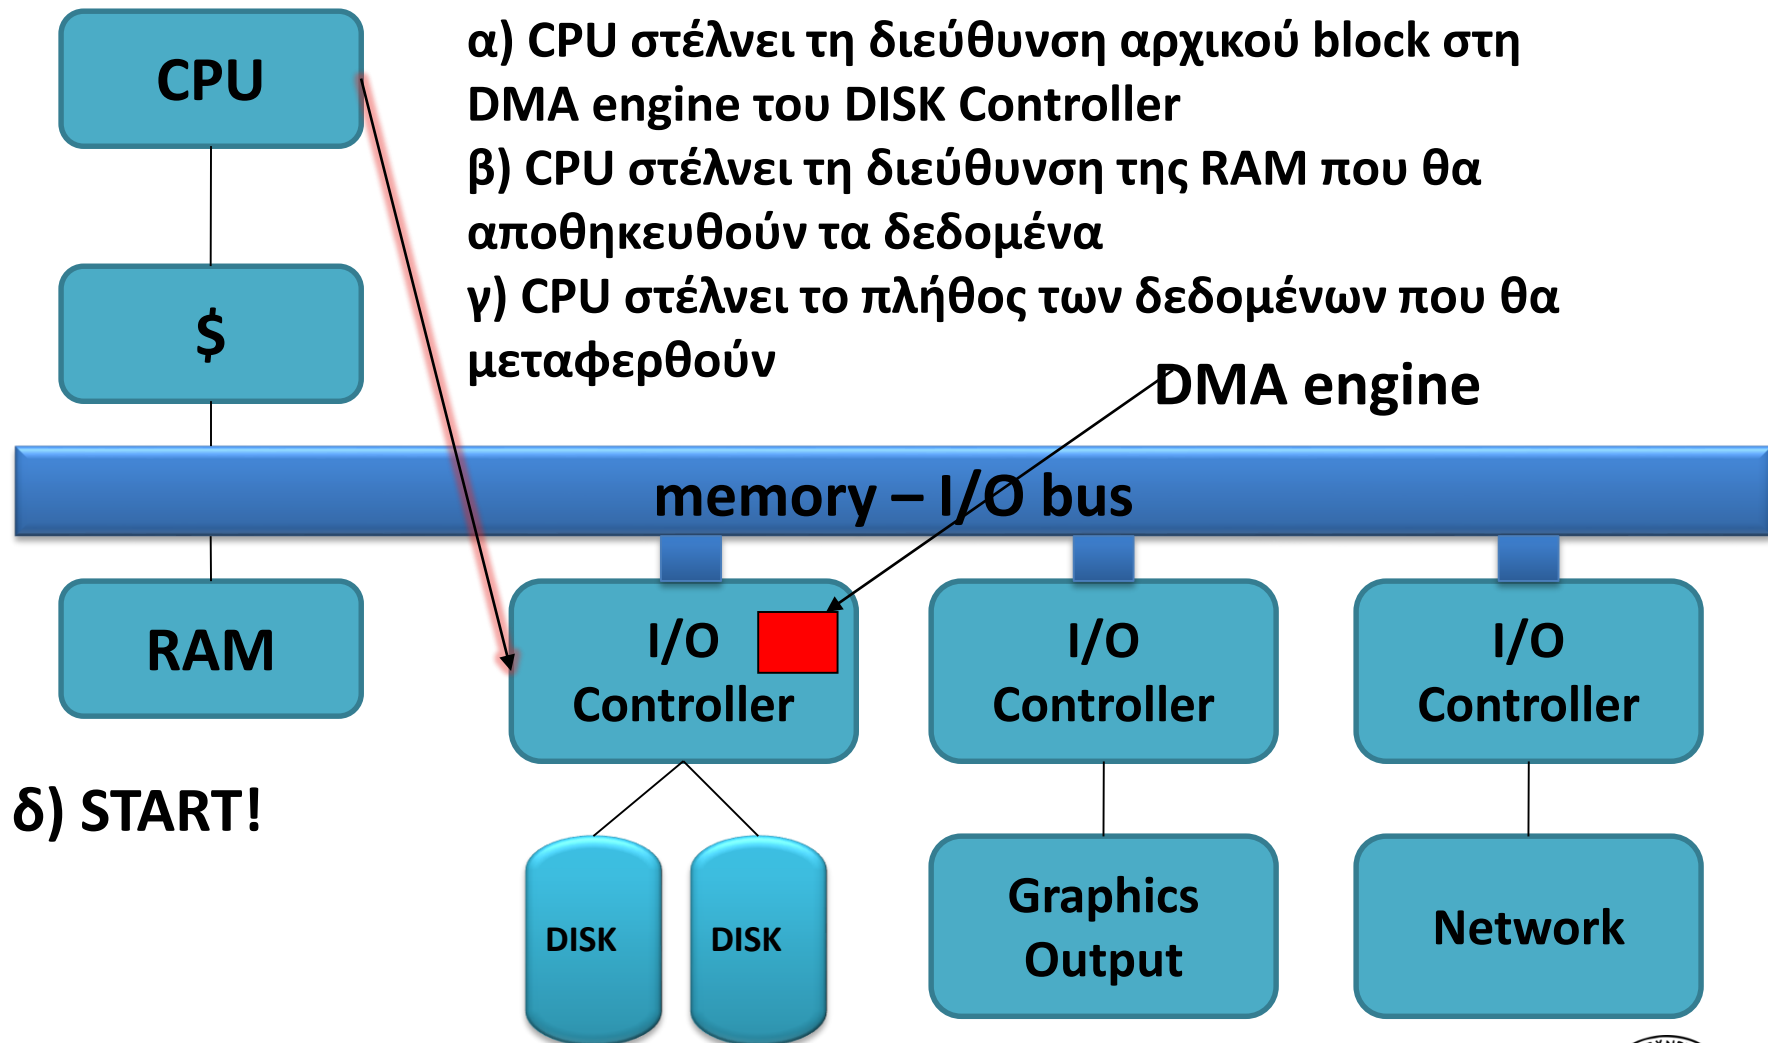 CPU
α) CPU στέλνει τη διεύθυνση αρχικού block στη
DMA engine του DISK Controller
β) CPU στέλνει τη διεύθυνση της RAM που θα
αποθηκευθούν τα δεδομένα
γ) CPU στέλνει το πλήθος των δεδομένων που θα
μεταφερθούν
$
DMA engine
memory – I/O bus
RAM
I/O
Controller
I/O
Controller
I/O
Controller
δ) START!
DISK
DISK
Graphics
Output
Network